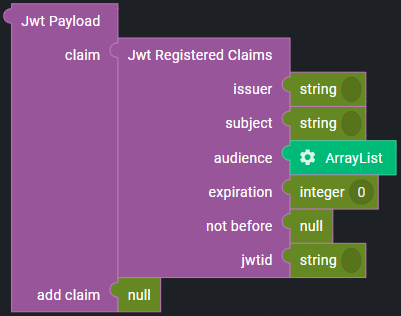 Jwt Payload
claim Jwt Registered Claims
issuer string
subject string
audience ArrayList
expiration integer 0
not before null
jwtid string
add claim null